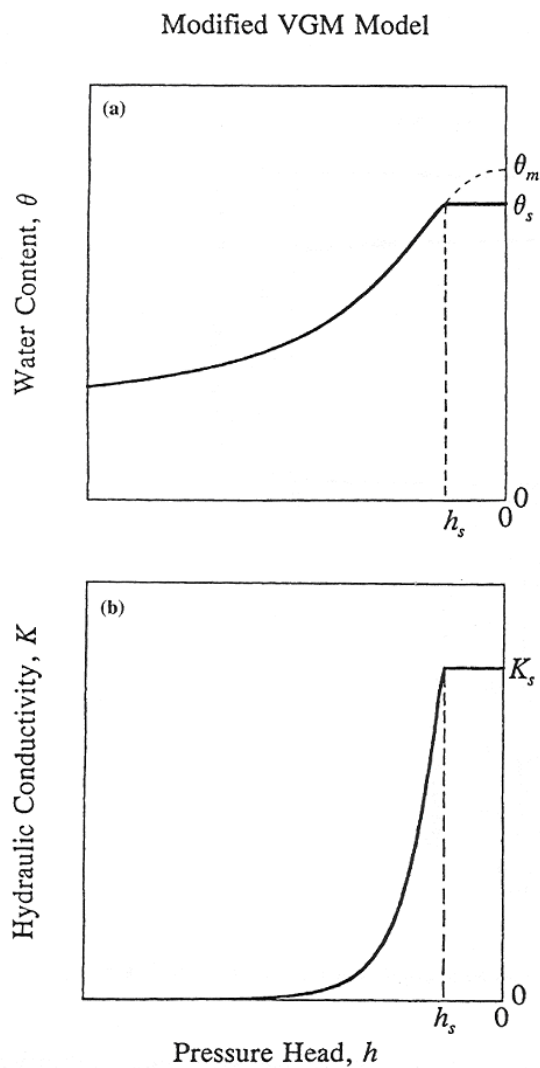 Modified VGM Model
(a)
θm
θs
Water Content, θ
0
hs
0
(b)
Ks
Hydraulic Conductivity, K
0
hs
0
Pressure Head, h